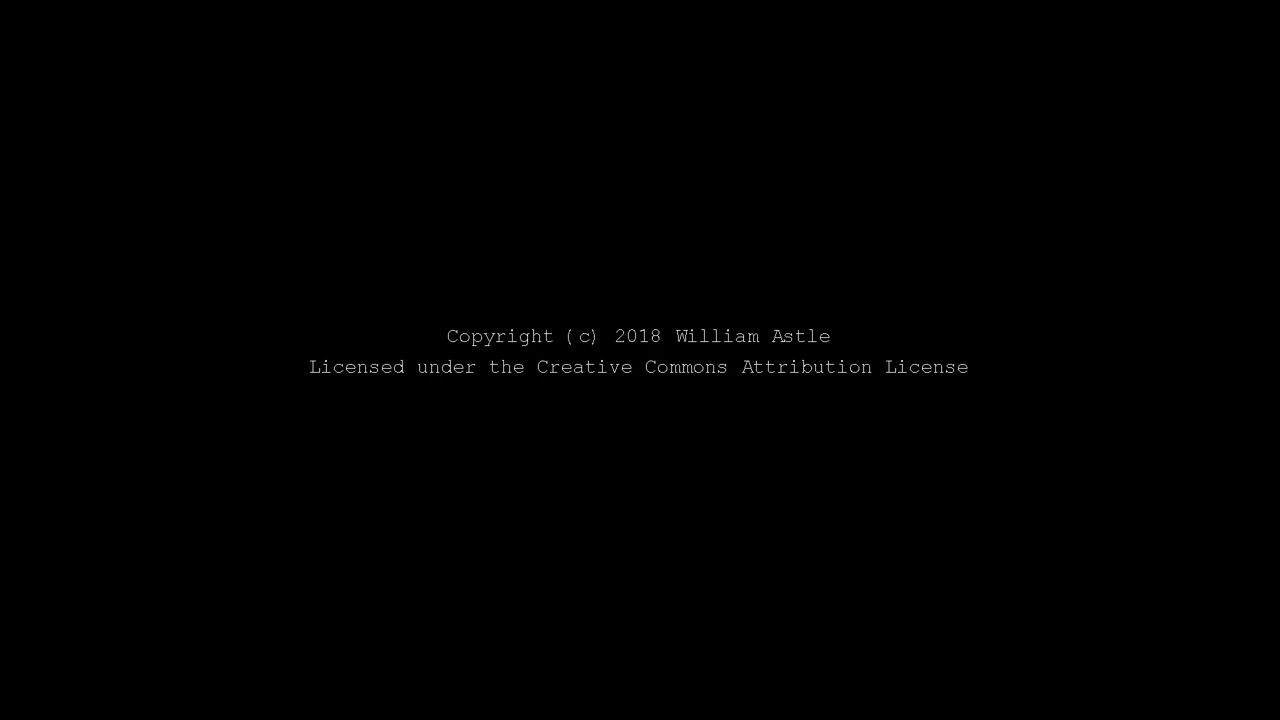 Copyright (c) 2018 William Astle
Licensed under the Creative Commons Attribution License